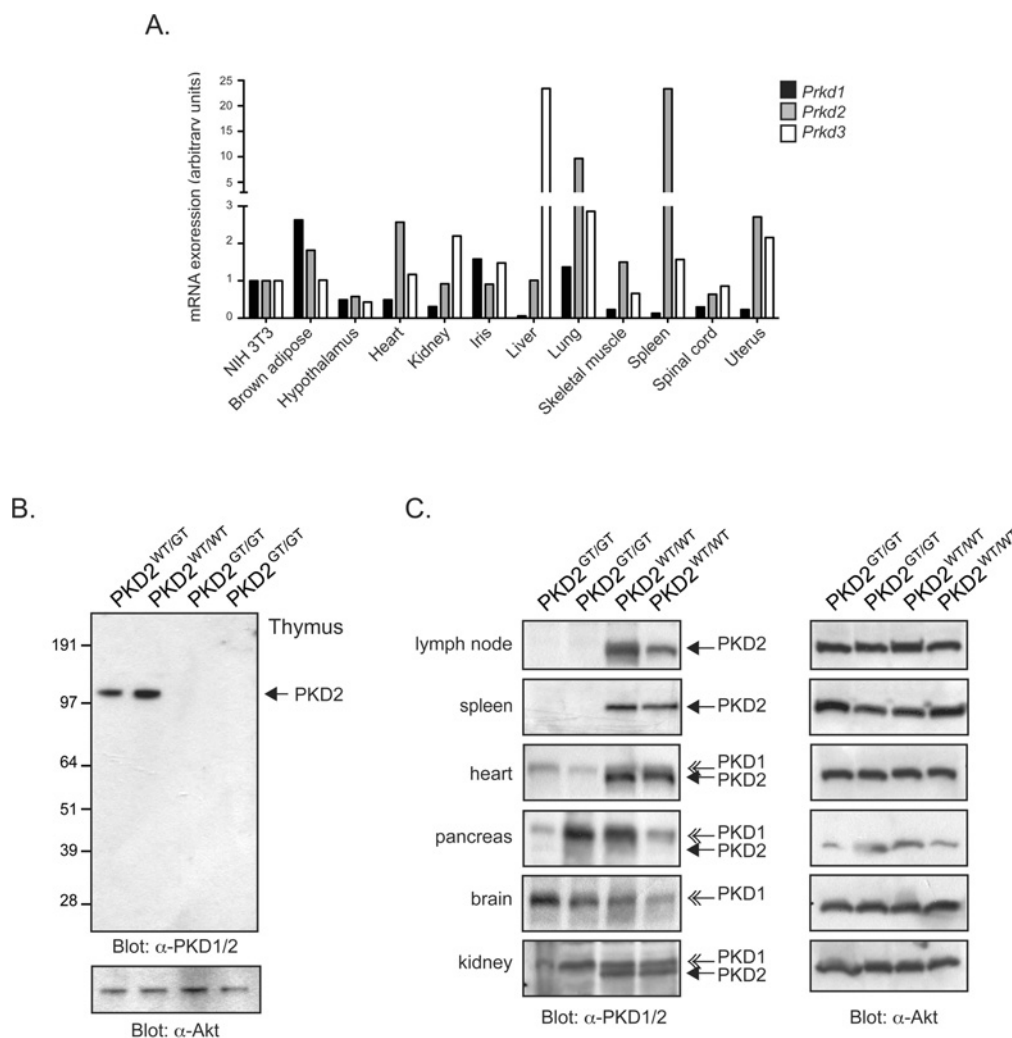 A.
mRNA expression (arbitrary units)
25
20
15
10
5
3
2
1
0
Prkd1
Prkd2
Prkd3
NIH 3T3
Brown adipose
Hypothalamus
Heart
Kidney
Iris
Liver
Lung
Skeletal muscle
Spleen
Spinal cord
Uterus
B.
PKD2WT/GT
PKD2WT/WT
PKD2GT/GT
PKD2GT/GT
Thymus
191
97
64
51
39
28
PKD2
Blot: α-PKD1/2
Blot: α-Akt
C.
PKD2GT/GT
PKD2GT/GT
PKD2WT/WT
PKD2WT/WT
PKD2GT/GT
PKD2GT/GT
PKD2WT/WT
PKD2WT/WT
lymph node
PKD2
spleen
PKD2
heart
PKD1
PKD2
pancreas
PKD1
PKD2
brain
PKD1
kidney
PKD1
PKD2
Blot: α-PKD1/2
Blot: α-Akt